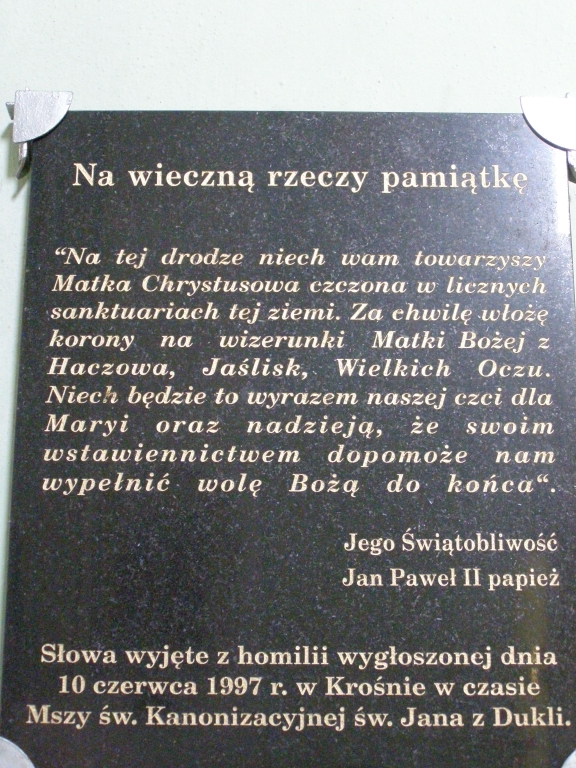 Na wieczną rzeczy pamiątkę
“Na tej drodze niech wam towarzyszy
Matka Chrystusowa czczona w licznych
sanktuariach tej ziemi. Za chwilę włożę
korony na wizerunki Matki Bożej z
Haczowa, Jaślisk, Wielkich Oczu.
Niech będzie to wyrazem naszej czci dla
Maryi oraz nadzieją, że swoim
wstawiennictwem dopomoże nam
wypełnić wolę Bożą do końca“.
Jego Świątobliwość
Jan Paweł II papież
Słowa wyjęte z homilii wygłoszonej dnia
10 czerwca 1997 r. w Krośnie w czasie
Mszy św. Kanonizacyjnej św. Jana z Dukli.